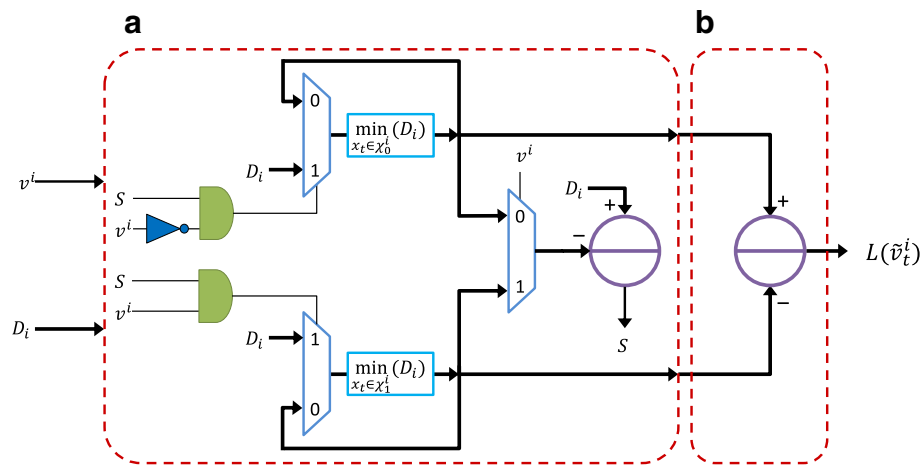 a
b
v^i
D_i
S
v^i
S
v^i
0
D_i
1
min (D_i)
x_t∈χ_0^i
v^i
0
1
D_i
+
−
S
D_i
1
0
min (D_i)
x_t∈χ_1^i
+
−
L(ṽ_t^i)